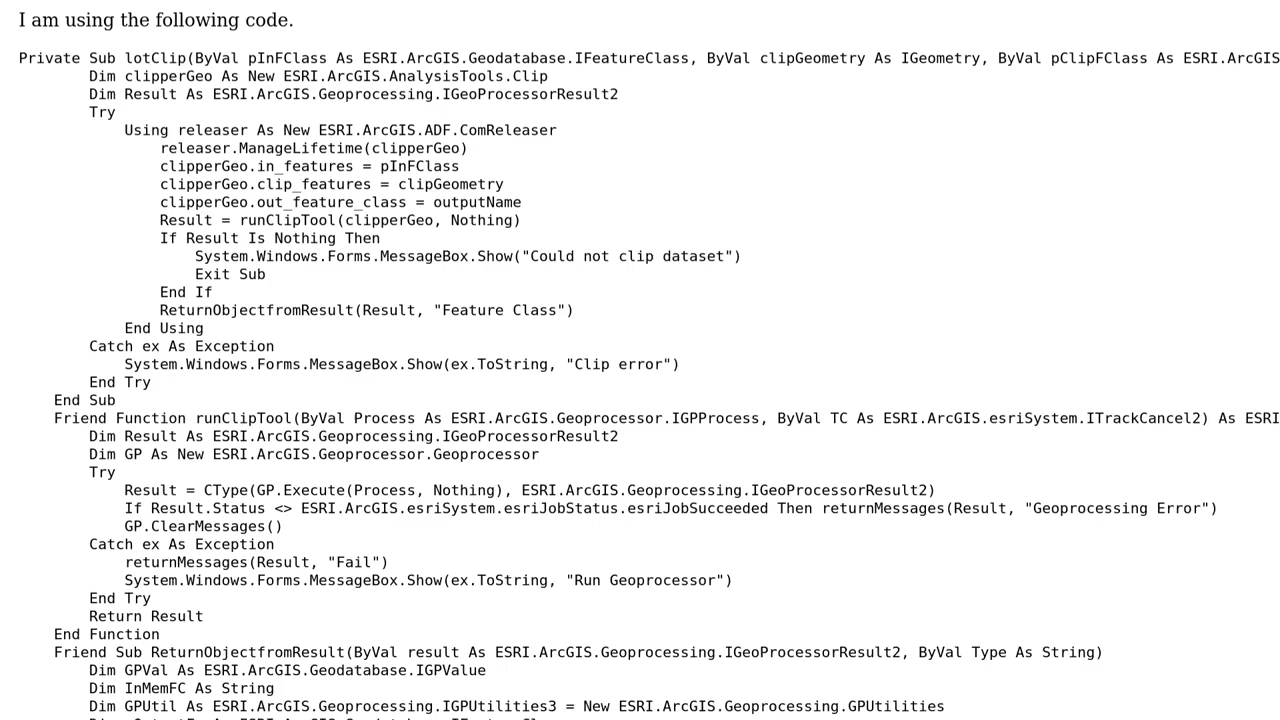 I am using the following code.
Private Sub lotClip(ByVal pInFClass As ESRI.ArcGIS.Geodatabase.IFeatureClass, ByVal clipGeometry As IGeometry, ByVal pClipFClass As ESRI.ArcGIS
Dim clipperGeo As New ESRI.ArcGIS.AnalysisTools.Clip
Dim Result As ESRI.ArcGIS.Geoprocessing.IGeoProcessorResult2
Try
Using releaser As New ESRI.ArcGIS.ADF.ComReleaser
releaser.ManageLifetime(clipperGeo)
clipperGeo.in_features = pInFClass
clipperGeo.clip_features = clipGeometry
clipperGeo.out_feature_class = outputName
Result = runClipTool(clipperGeo, Nothing)
If Result Is Nothing Then
System.Windows.Forms.MessageBox.Show("Could not clip dataset")
Exit Sub
End If
ReturnObjectfromResult(Result, "Feature Class")
End Using
Catch ex As Exception
System.Windows.Forms.MessageBox.Show(ex.ToString, "Clip error")
End Try
End Sub
Friend Function runClipTool(ByVal Process As ESRI.ArcGIS.Geoprocessor.IGPProcess, ByVal TC As ESRI.ArcGIS.esriSystem.ITrackCancel2) As ESRI
Dim Result As ESRI.ArcGIS.Geoprocessing.IGeoProcessorResult2
Dim GP As New ESRI.ArcGIS.Geoprocessor.Geoprocessor
Try
Result = CType(GP.Execute(Process, Nothing), ESRI.ArcGIS.Geoprocessing.IGeoProcessorResult2)
If Result.Status <> ESRI.ArcGIS.esriSystem.esriJobStatus.esriJobSucceeded Then returnMessages(Result, "Geoprocessing Error")
GP.ClearMessages()
Catch ex As Exception
returnMessages(Result, "Fail")
System.Windows.Forms.MessageBox.Show(ex.ToString, "Run Geoprocessor")
End Try
Return Result
End Function
Friend Sub ReturnObjectfromResult(ByVal result As ESRI.ArcGIS.Geoprocessing.IGeoProcessorResult2, ByVal Type As String)
Dim GPVal As ESRI.ArcGIS.Geodatabase.IGPValue
Dim InMemFC As String
Dim GPUtil As ESRI.ArcGIS.Geoprocessing.IGPUtilities3 = New ESRI.ArcGIS.Geoprocessing.GPUtilities